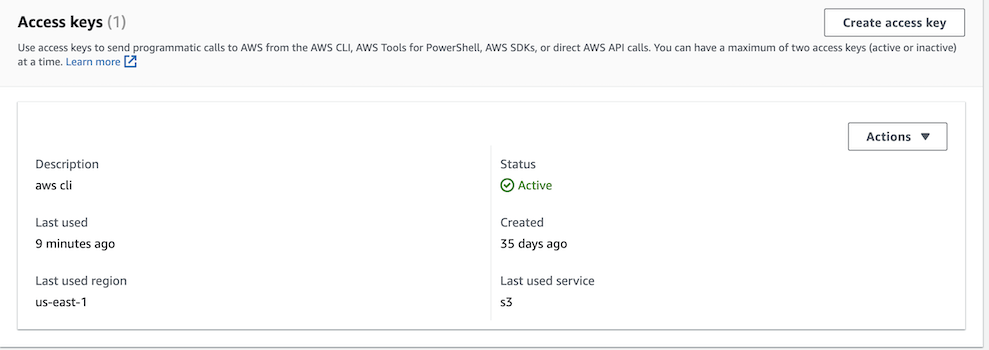 Access keys (1)
Create access key
Use access keys to send programmatic calls to AWS from the AWS CLI, AWS Tools for PowerShell, AWS SDKs, or direct AWS API calls. You can have a maximum of two access keys (active or inactive)
at a time. Learn more
Actions
Description
aws cli
Status
Active
Last used
9 minutes ago
Created
35 days ago
Last used region
us-east-1
Last used service
s3